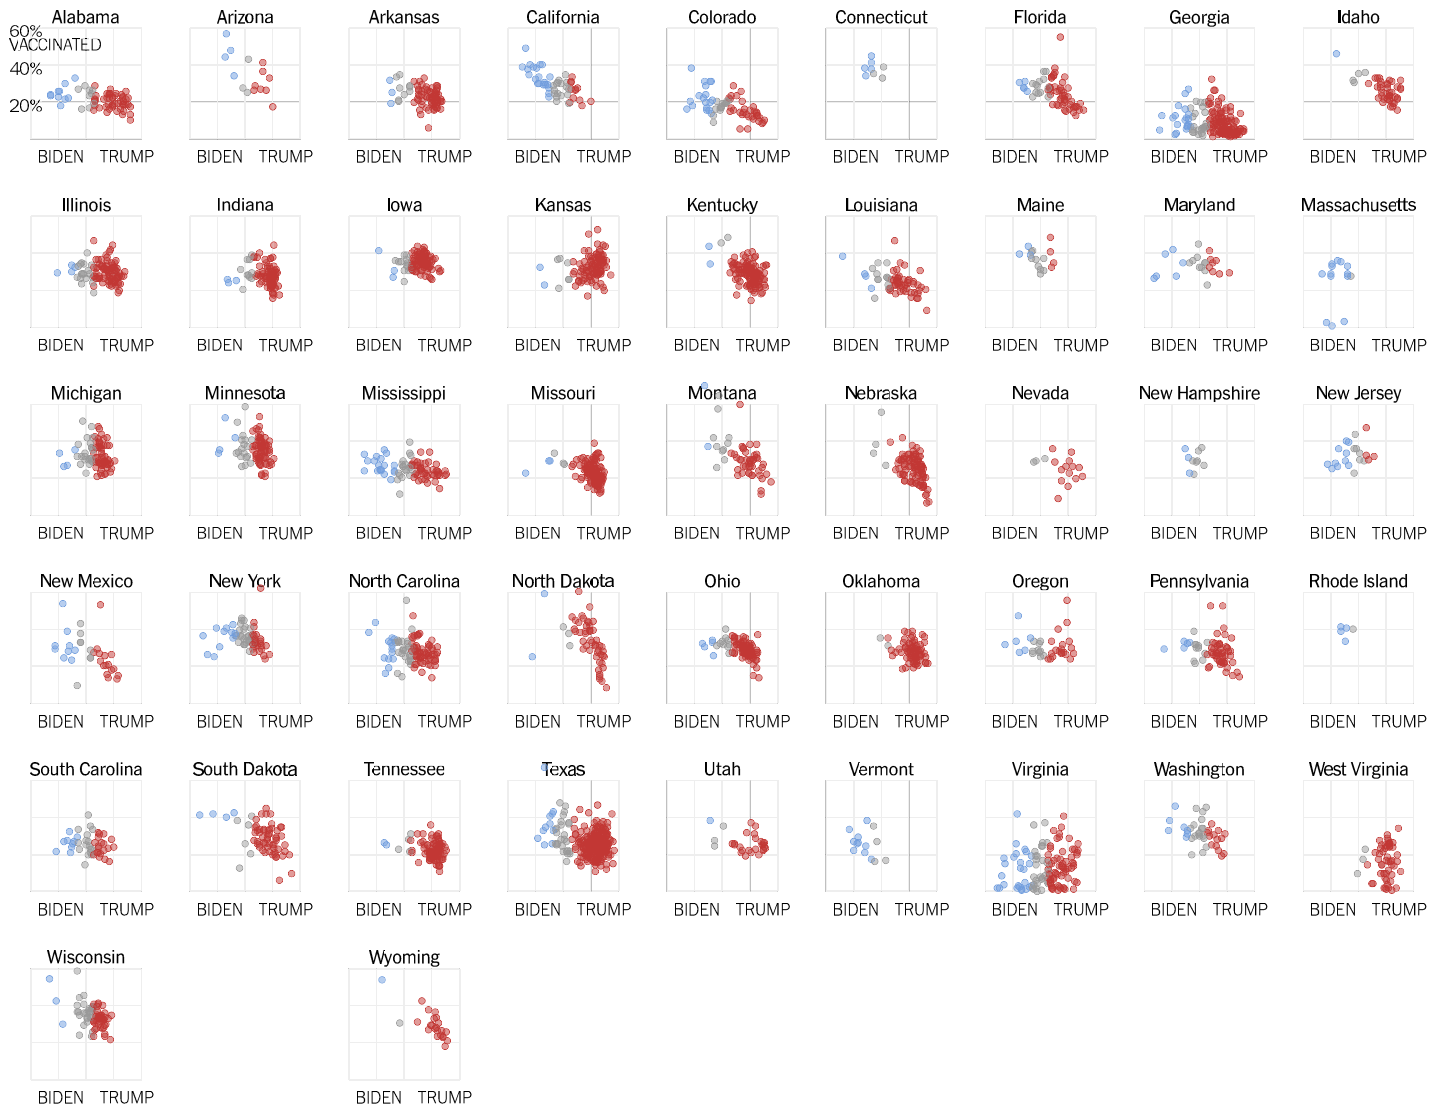 Alabama Arizona Arkansas California Colorado Connecticut Florida Georgia Idaho
60%
VACCINATED
40%
20%
BIDEN TRUMP BIDEN TRUMP BIDEN TRUMP BIDEN TRUMP BIDEN TRUMP BIDEN TRUMP BIDEN TRUMP BIDEN TRUMP BIDEN TRUMP
Illinois Indiana Iowa Kansas Kentucky Louisiana Maine Maryland Massachusetts
BIDEN TRUMP BIDEN TRUMP BIDEN TRUMP BIDEN TRUMP BIDEN TRUMP BIDEN TRUMP BIDEN TRUMP BIDEN TRUMP BIDEN TRUMP
Michigan Minnesota Mississippi Missouri Montana Nebraska Nevada New Hampshire New Jersey
BIDEN TRUMP BIDEN TRUMP BIDEN TRUMP BIDEN TRUMP BIDEN TRUMP BIDEN TRUMP BIDEN TRUMP BIDEN TRUMP BIDEN TRUMP
New Mexico New York North Carolina North Dakota Ohio Oklahoma Oregon Pennsylvania Rhode Island
BIDEN TRUMP BIDEN TRUMP BIDEN TRUMP BIDEN TRUMP BIDEN TRUMP BIDEN TRUMP BIDEN TRUMP BIDEN TRUMP BIDEN TRUMP
South Carolina South Dakota Tennessee Texas Utah Vermont Virginia Washington West Virginia
BIDEN TRUMP BIDEN TRUMP BIDEN TRUMP BIDEN TRUMP BIDEN TRUMP BIDEN TRUMP BIDEN TRUMP BIDEN TRUMP BIDEN TRUMP
Wisconsin Wyoming
BIDEN TRUMP BIDEN TRUMP